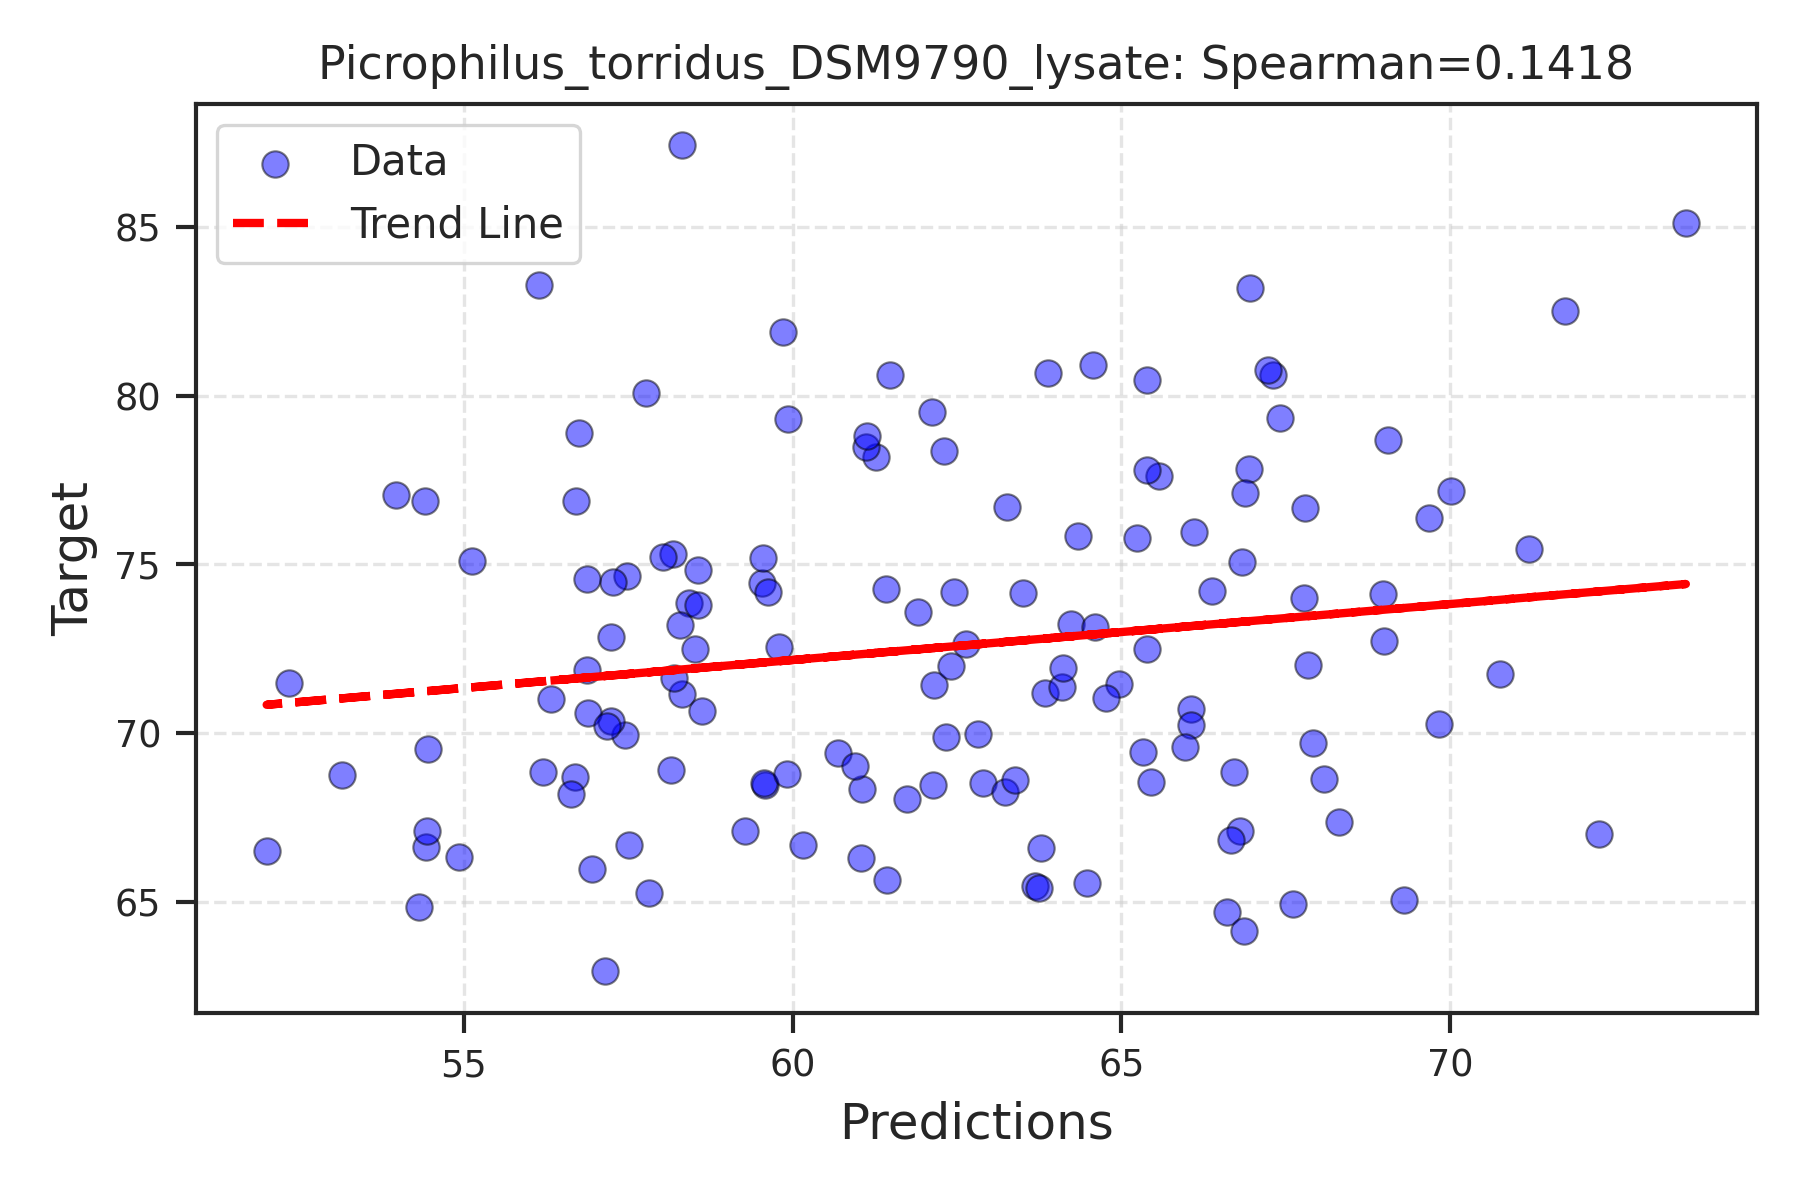 Picrophilus_torridus_DSM9790_lysate: Spearman=0.1418
Data
Trend Line
85
80
75
70
65
Target
55 60 65 70
Predictions